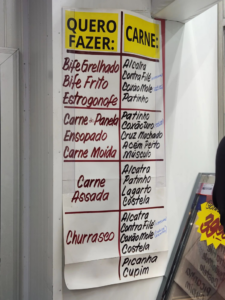 QUERO FAZER: CARNE:
Bife Grelhado Alcatra
Bife Frito Contra Filé
Estrogonofe Coxão Mole
Patinho
Carne-Panela Patinho
Ensopado Coxão Duro
Carne Moída Cruz Machado
Acém Perto
Músculo
Carne Assada Alcatra
Patinho
Lagarto
Costela
Churrasco Alcatra
Contra Filé
Coxão Mole
Costela
Picanha
Cupim